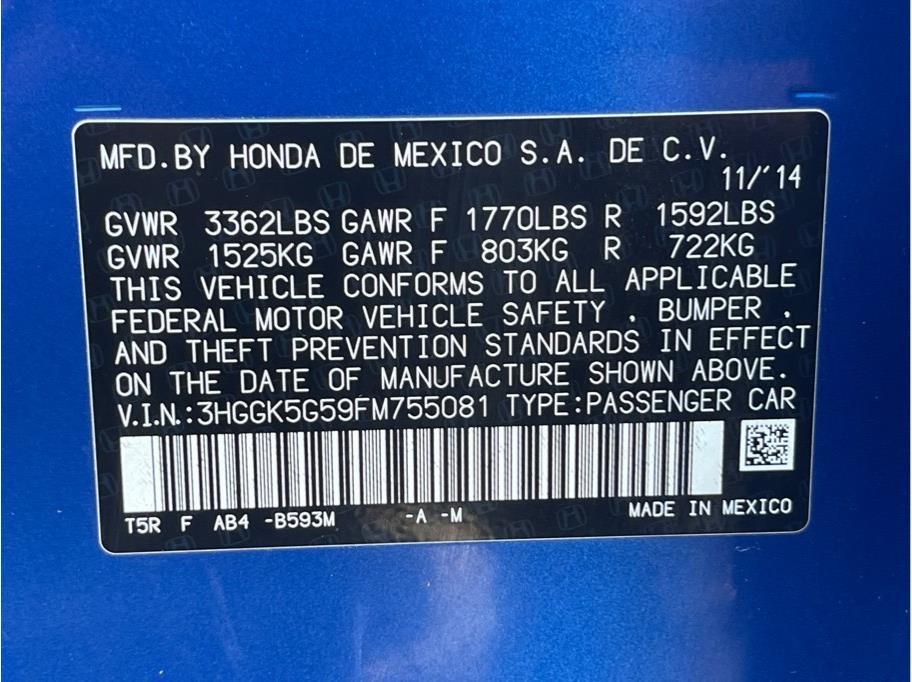 MFD.BY HONDA DE MEXICO S.A. DE C.V.
11/'14
GVWR 3362LBS GAWR F 1770LBS R 1592LBS
GVWR 1525KG GAWR F 803KG R 722KG
THIS VEHICLE CONFORMS TO ALL APPLICABLE
FEDERAL MOTOR VEHICLE SAFETY , BUMPER ,
AND THEFT PREVENTION STANDARDS IN EFFECT
ON THE DATE OF MANUFACTURE SHOWN ABOVE.
V.I.N.:3HGGK5G59FM755081 TYPE:PASSENGER CAR
T5R F AB4 -B593M -A -M MADE IN MEXICO